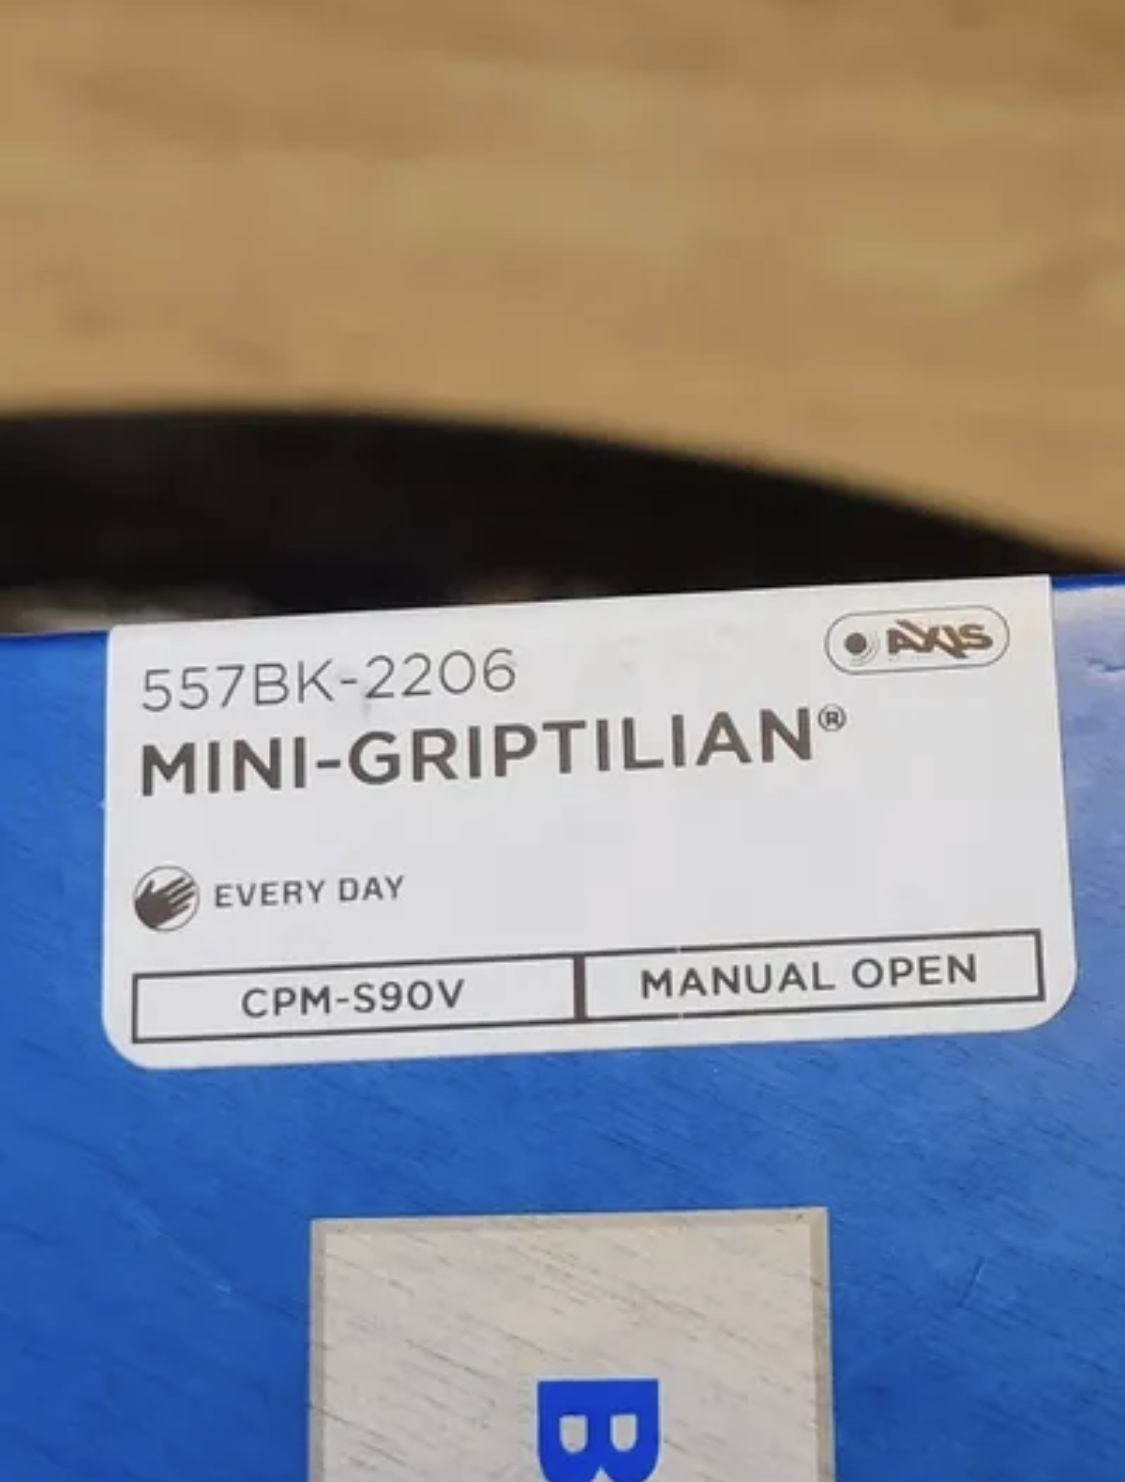 557BK-2206
AXIS
MINI-GRIPTILIAN®
EVERY DAY
CPM-S90V
MANUAL OPEN
B